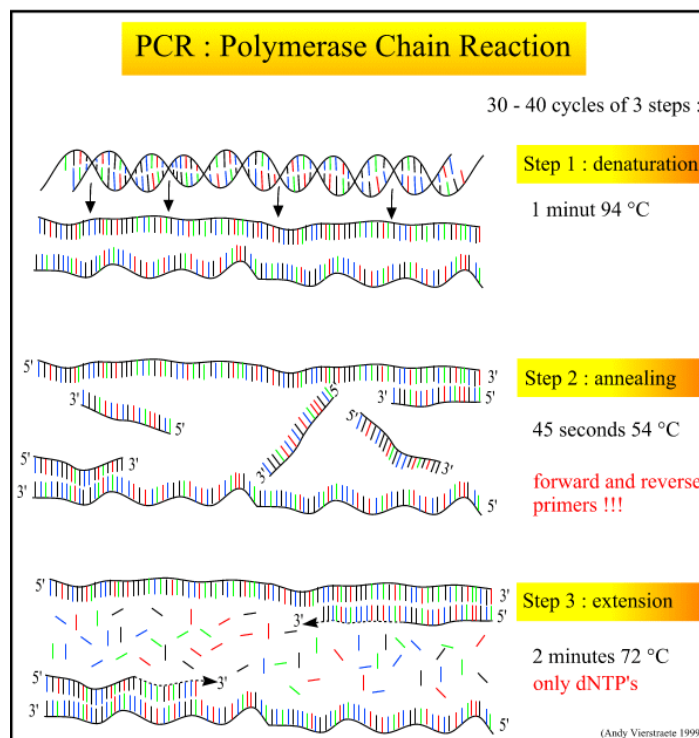 PCR : Polymerase Chain Reaction
30 - 40 cycles of 3 steps :
Step 1 : denaturation
1 minut 94 °C
5'
3'
Step 2 : annealing
3'
5'
3'
5'
5'
45 seconds 54 °C
5'
3'
3'
3'
forward and reverse
primers !!!
3'
5'
5'
3'
Step 3 : extension
3'
5'
2 minutes 72 °C
only dNTP's
5'
3'
3'
5'
(Andy Vierstraete 1999